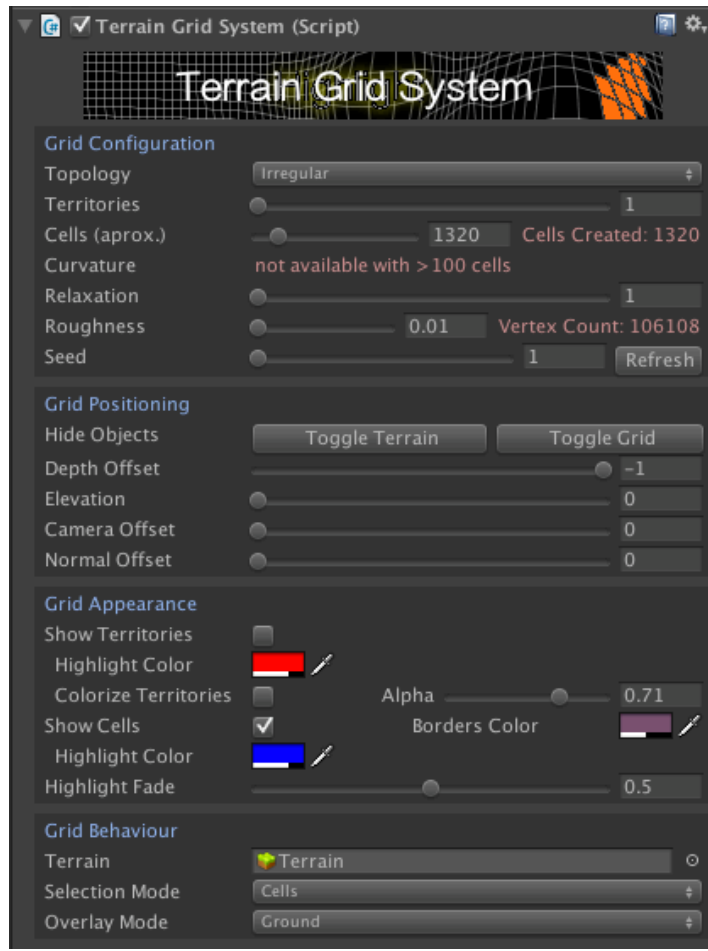 Terrain Grid System (Script)
Terrain Grid System
Grid Configuration
Topology Irregular
Territories 1
Cells (aprox.) 1320 Cells Created: 1320
Curvature not available with >100 cells
Relaxation 1
Roughness 0.01 Vertex Count: 106108
Seed 1 Refresh
Grid Positioning
Hide Objects Toggle Terrain Toggle Grid
Depth Offset -1
Elevation 0
Camera Offset 0
Normal Offset 0
Grid Appearance
Show Territories
Highlight Color
Colorize Territories Alpha 0.71
Show Cells Borders Color
Highlight Color
Highlight Fade 0.5
Grid Behaviour
Terrain Terrain
Selection Mode Cells
Overlay Mode Ground